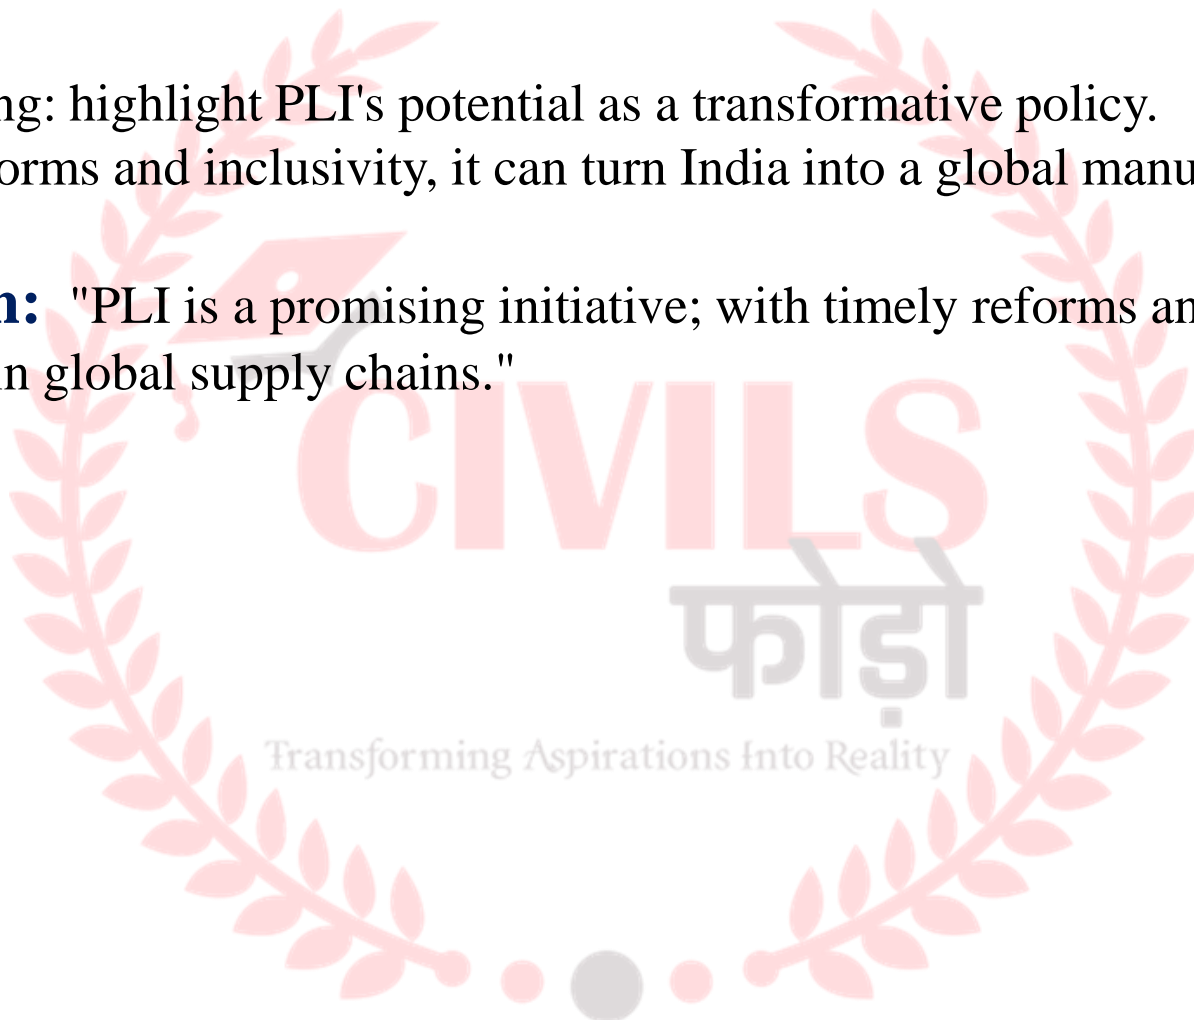 ng: highlight PLI's potential as a transformative policy.
orms and inclusivity, it can turn India into a global manu
n: "PLI is a promising initiative; with timely reforms an
in global supply chains."
CIVILS
फोड़ो
Transforming Aspirations Into Reality